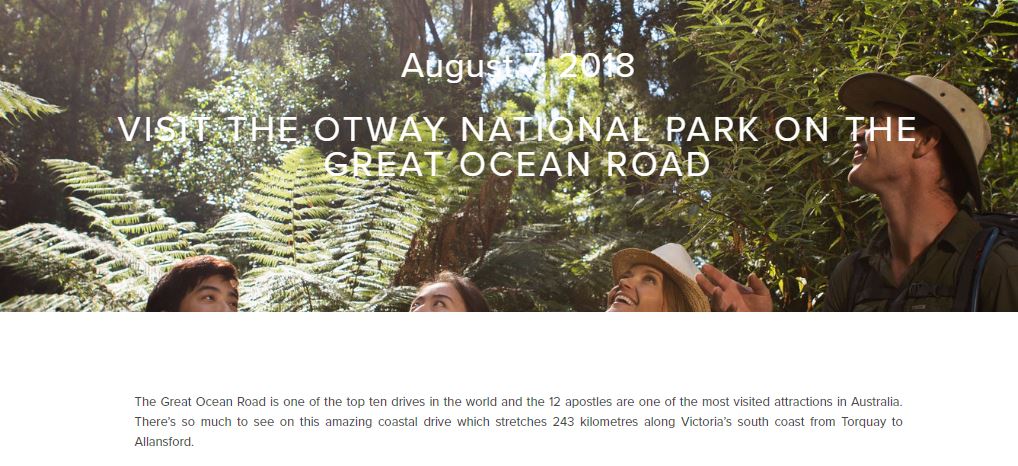 August 7, 2018
VISIT THE OTWAY NATIONAL PARK ON THE
GREAT OCEAN ROAD
The Great Ocean Road is one of the top ten drives in the world and the 12 apostles are one of the most visited attractions in Australia.
There's so much to see on this amazing coastal drive which stretches 243 kilometres along Victoria's south coast from Torquay to
Allansford.